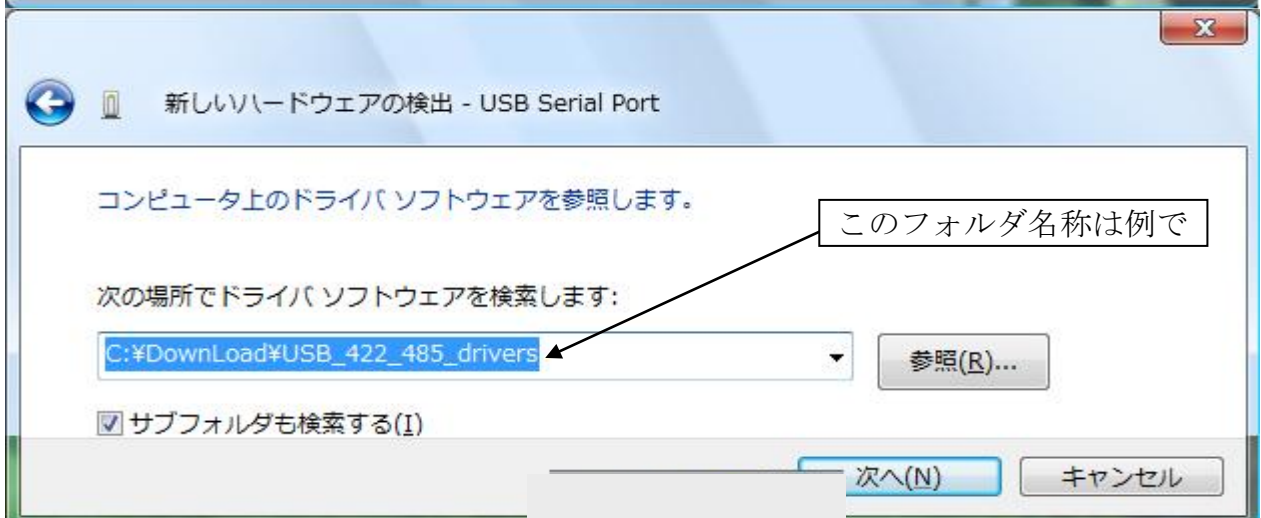 新しいハードウェアの検出 - USB Serial Port
コンピュータ上のドライバ ソフトウェアを参照します。
このフォルダ名称は例で
次の場所でドライバ ソフトウェアを検索します:
C:¥DownLoad¥USB_422_485_drivers
参照(R)...
サブフォルダも検索する(I)
次へ(N)
キャンセル